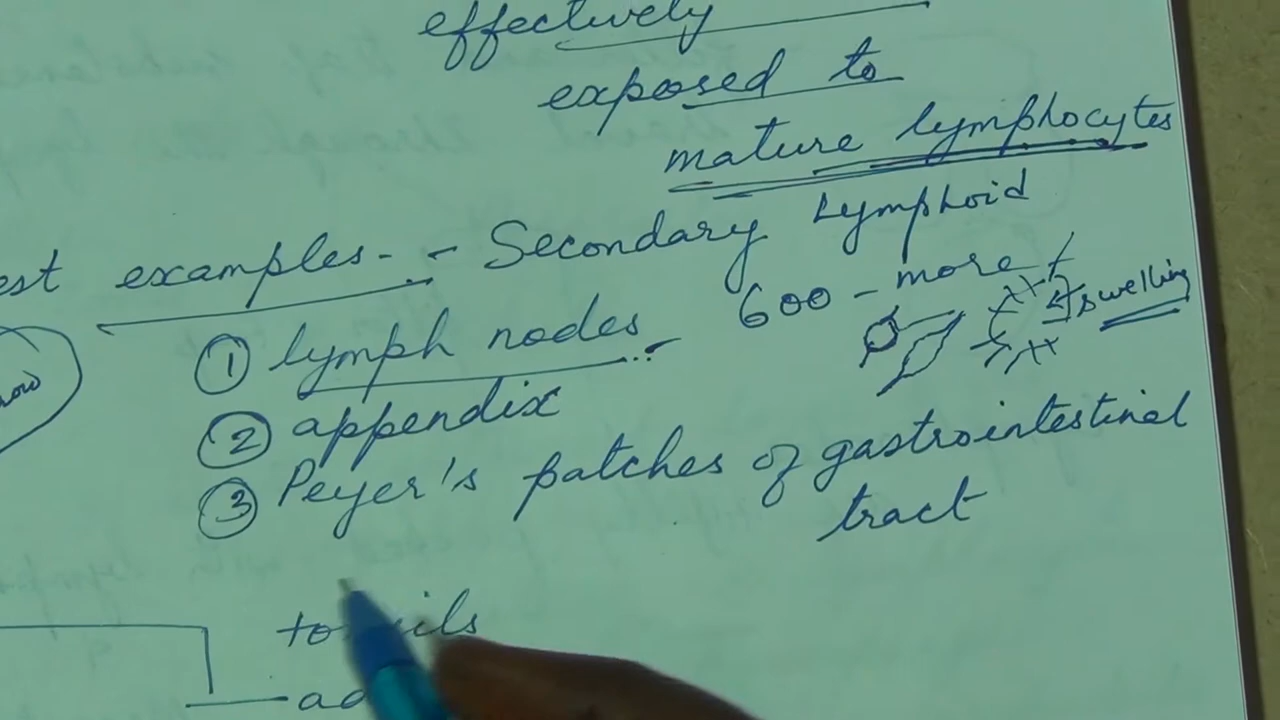 effectively
exposed to
mature lymphocytes
est examples - - Secondary Lymphoid
① lymph nodes 600 - more
swelling
② appendix
③ Peyer's patches of gastrointestinal
tract